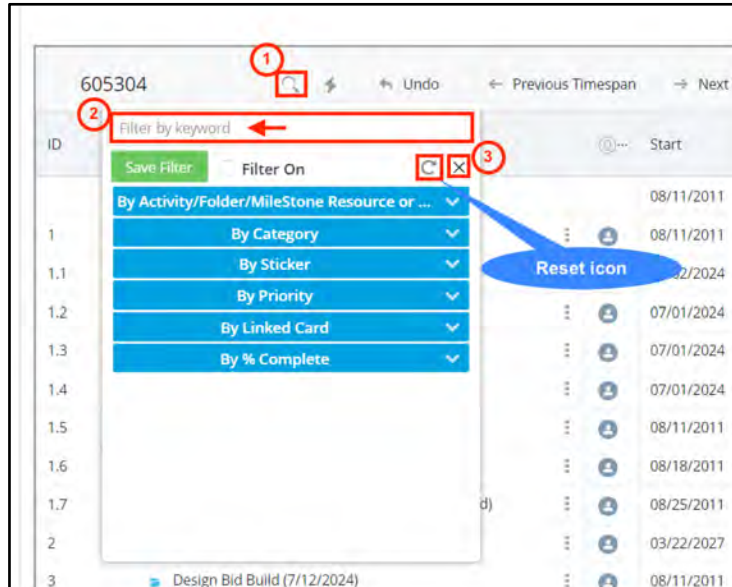 1
605304 Undo ← Previous Timespan → Next
2
Filter by keyword
ID Start
3
Save Filter Filter On
By Activity/Folder/MileStone Resource or ... 08/11/2011
1 By Category 08/11/2011
1.1 By Sticker Reset icon 2/2024
1.2 By Priority 07/01/2024
1.3 By Linked Card 07/01/2024
1.4 By % Complete 07/01/2024
1.5 08/11/2011
1.6 08/18/2011
1.7 d) 08/25/2011
2 03/22/2027
3 Design Bid Build (7/12/2024) 08/11/2011